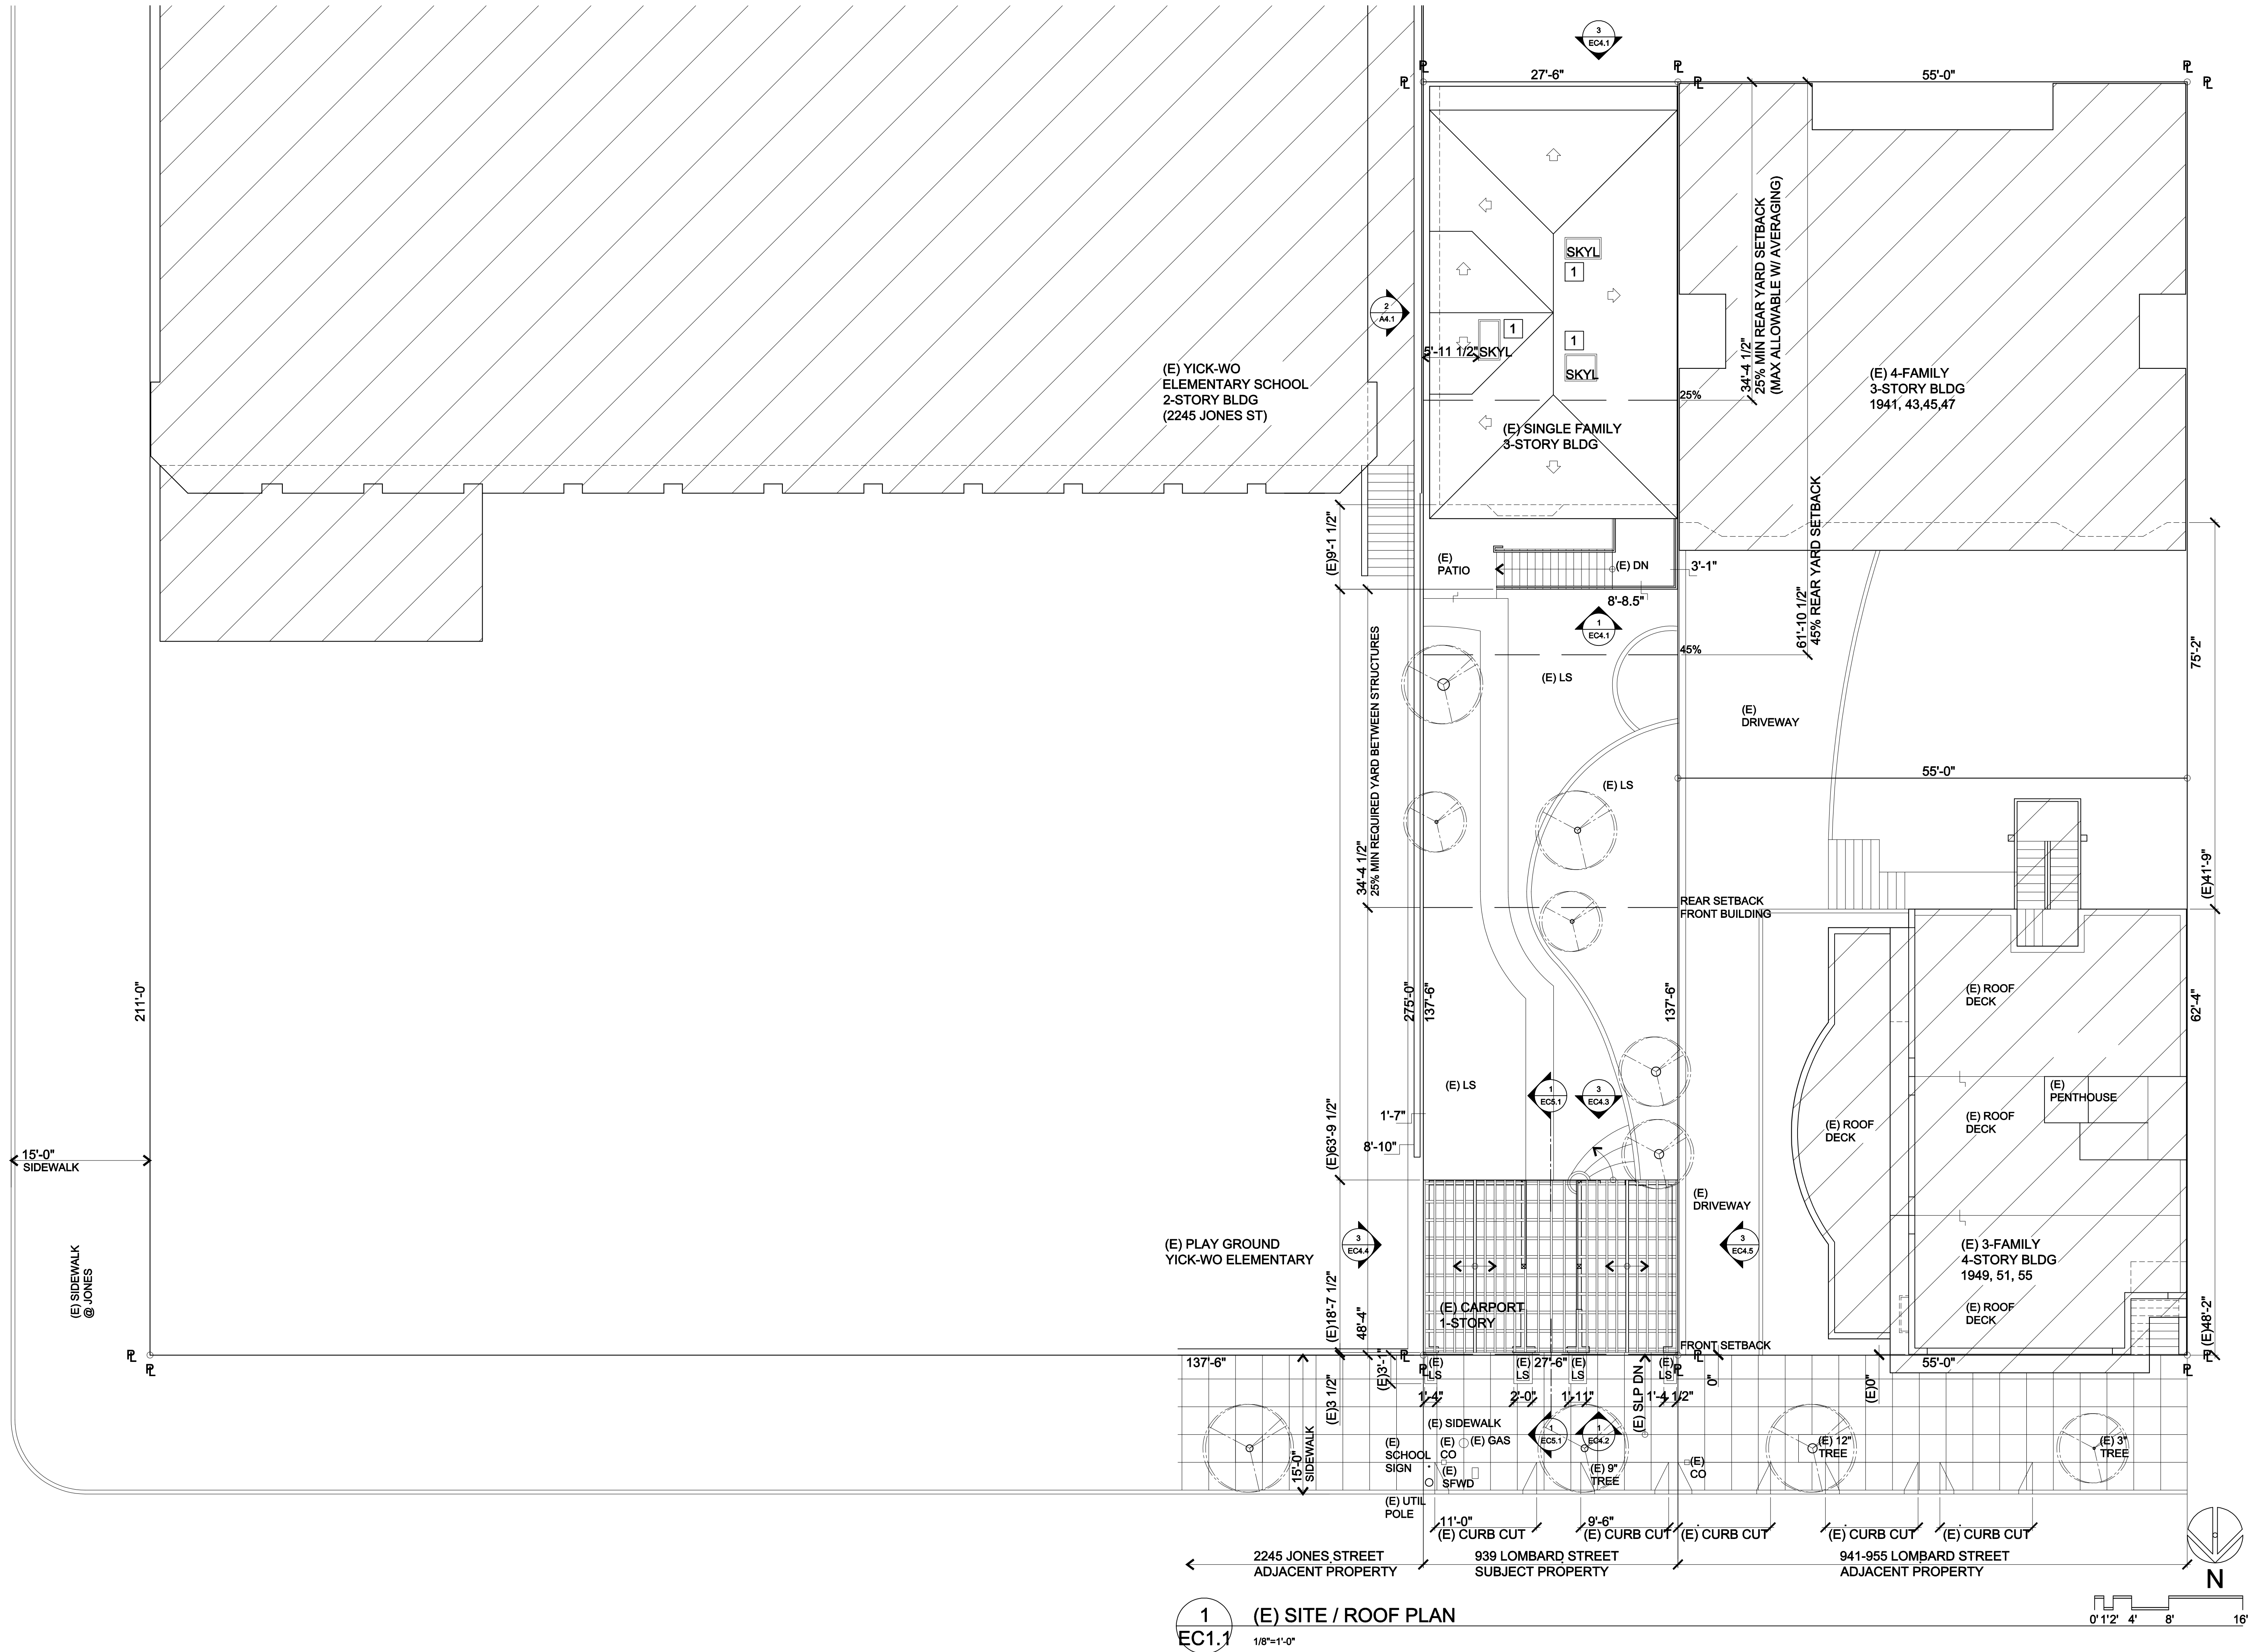 3
EC4.1
27'-6"
55'-0"
2
A4.1
SKYL
1
1
1
5'-11 1/2"
SKYL
SKYL
34'-4 1/2"
25% MIN REAR YARD SETBACK
(MAX ALLOWABLE W/ AVERAGING)
25%
(E) YICK-WO
ELEMENTARY SCHOOL
2-STORY BLDG
(2245 JONES ST)
(E) SINGLE FAMILY
3-STORY BLDG
(E) 4-FAMILY
3-STORY BLDG
1941, 43,45,47
61'-10 1/2"
45% REAR YARD SETBACK
(E)9'-1 1/2"
(E)
PATIO
(E) DN
3'-1"
8'-8.5"
1
EC4.1
45%
75'-2"
(E) LS
(E)
DRIVEWAY
55'-0"
(E) LS
34'-4 1/2"
25% MIN REQUIRED YARD BETWEEN STRUCTURES
(E)41'-9"
REAR SETBACK
FRONT BUILDING
211'-0"
275'-0"
137'-6"
137'-6"
(E) ROOF
DECK
62'-4"
(E) LS
1
EC5.1
3
EC4.3
(E)
PENTHOUSE
1'-7"
8'-10"
(E) ROOF
DECK
(E) ROOF
DECK
15'-0"
SIDEWALK
(E)63'-9 1/2"
(E)
DRIVEWAY
(E) SIDEWALK
@ JONES
(E) PLAY GROUND
YICK-WO ELEMENTARY
3
EC4.4
3
EC4.5
(E) 3-FAMILY
4-STORY BLDG
1949, 51, 55
(E) CARPORT
1-STORY
(E) ROOF
DECK
(E)18'-7 1/2"
48'-4"
(E)48'-2"
FRONT SETBACK
137'-6"
27'-6"
55'-0"
(E)
LS
(E)
LS
(E)
LS
(E)
LS
(E)3'-1"
(E)3 1/2"
1'-4"
2'-0"
1'-11"
1'-4 1/2"
(E) SLP DN
0"
(E)0"
15'-0"
SIDEWALK
(E) SIDEWALK
(E)
SCHOOL
SIGN
(E)
CO
(E) GAS
(E)
SFWD
1
EC5.1
1
EC4.2
(E) 9"
TREE
(E)
CO
(E) 12"
TREE
(E) 3"
TREE
(E) UTIL
POLE
11'-0"
(E) CURB CUT
9'-6"
(E) CURB CUT
(E) CURB CUT
(E) CURB CUT
(E) CURB CUT
2245 JONES STREET
ADJACENT PROPERTY
939 LOMBARD STREET
SUBJECT PROPERTY
941-955 LOMBARD STREET
ADJACENT PROPERTY
N
0' 1'2' 4' 8' 16'
1
EC1.1
(E) SITE / ROOF PLAN
1/8"=1'-0"